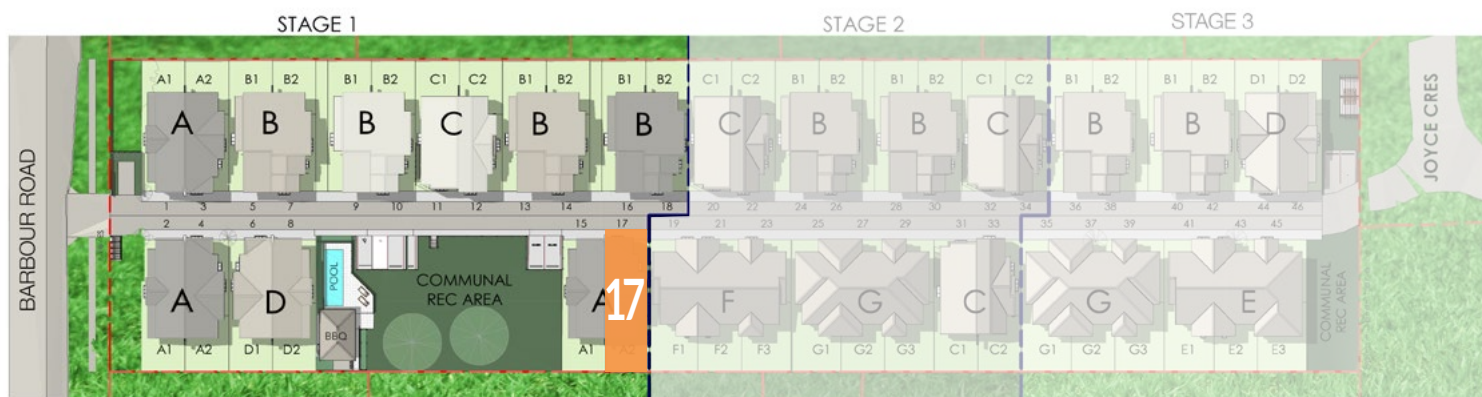 STAGE 1 STAGE 2 STAGE 3
A1 A2 B1 B2 B1 B2 C1 C2 B1 B2 B1 B2 C1 C2 B1 B2 B1 B2 C1 C2 B1 B2 B1 B2 D1 D2
A B B C B B C B B C B B D
BARBOUR ROAD
JOYCE CRES
1 3 5 7 9 10 11 12 13 14 16 18 20 22 24 26 28 30 32 34 36 38 40 42 44 46
2 4 6 8 15 17 19 21 23 25 27 29 31 33 35 37 39 41 43 45
POOL
COMMUNAL
REC AREA
A D A 17 F G C G E
COMMUNAL
REC AREA
BBQ
A1 A2 D1 D2 A1 A2 F1 F2 F3 G1 G2 G3 C1 C2 G1 G2 G3 E1 E2 E3